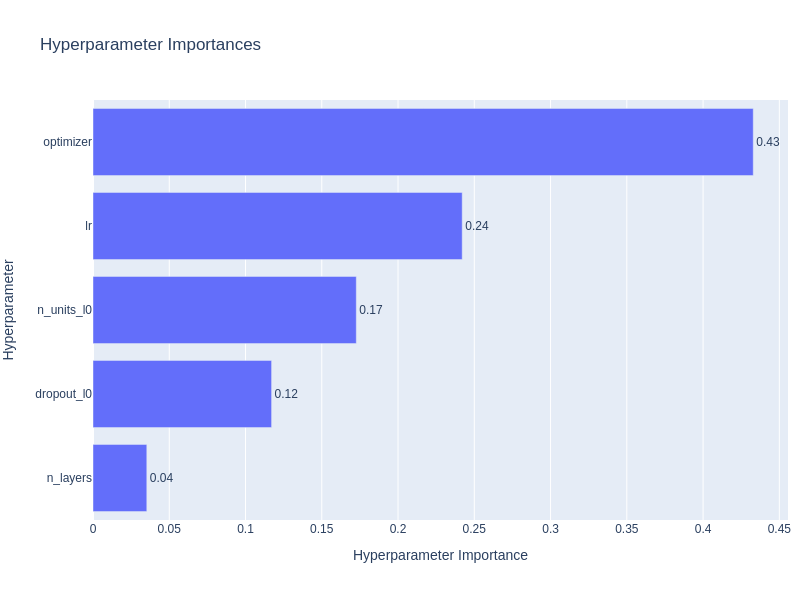 Hyperparameter Importances
Hyperparameter
optimizer
0.43
lr
0.24
n_units_l0
0.17
dropout_l0
0.12
n_layers
0.04
0 0.05 0.1 0.15 0.2 0.25 0.3 0.35 0.4 0.45
Hyperparameter Importance